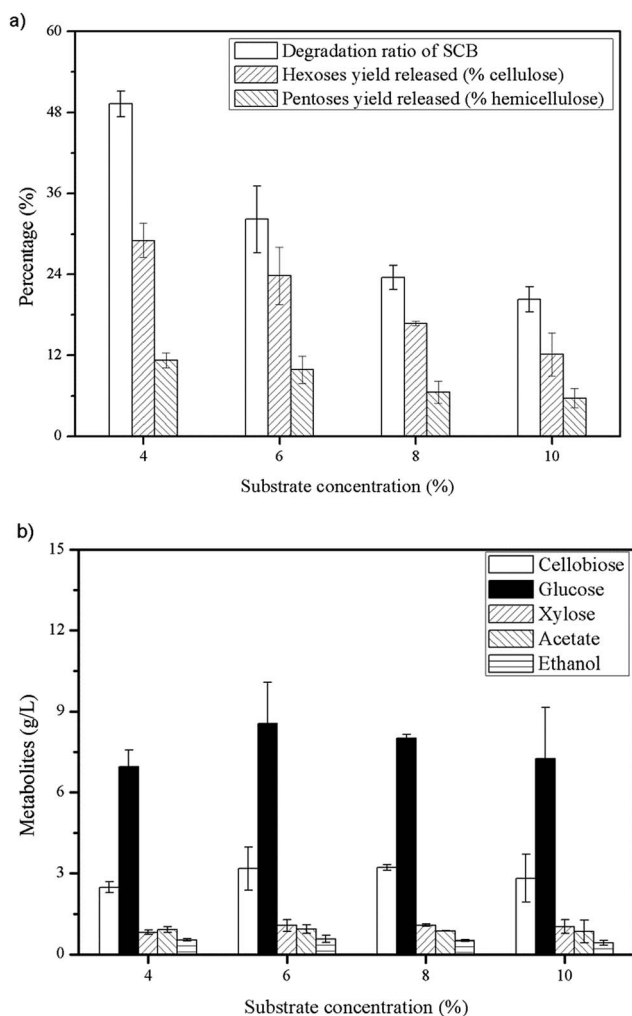 a)
60
48
36
24
12
0
Percentage (%)
Degradation ratio of SCB
Hexoses yield released (% cellulose)
Pentoses yield released (% hemicellulose)
4 6 8 10
Substrate concentration (%)
b)
15
12
9
6
3
0
Metabolites (g/L)
Cellobiose
Glucose
Xylose
Acetate
Ethanol
4 6 8 10
Substrate concentration (%)